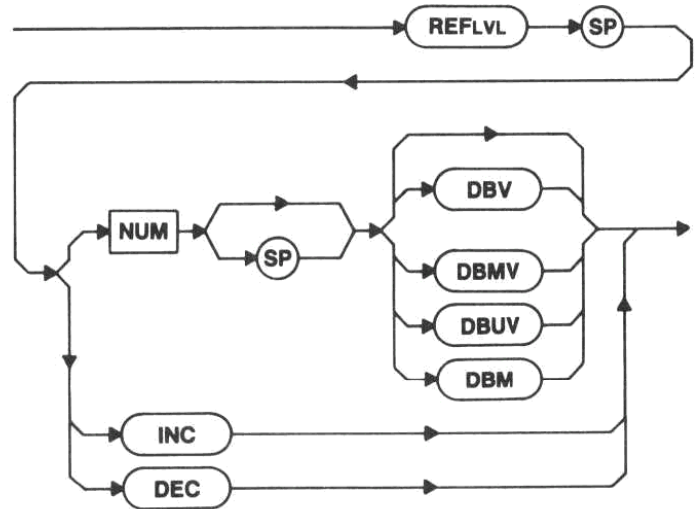 REFLVL SP
NUM
SP
DBV
DBMV
DBUV
DBM
INC
DEC